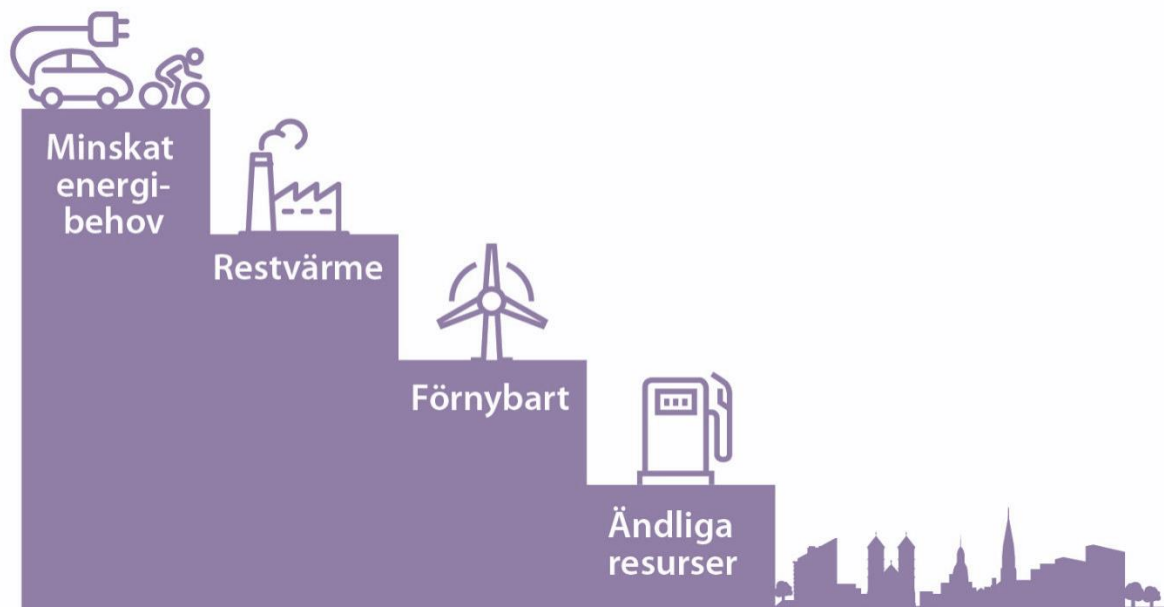 Minskat
energi-
behov
Restvärme
Förnybart
Ändliga
resurser